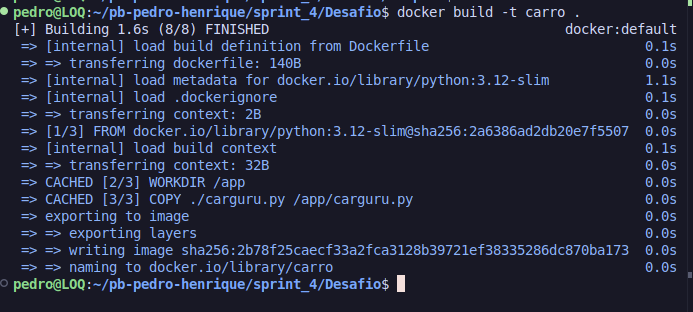 pedro@LOQ:~/pb-pedro-henrique/sprint_4/Desafio$ docker build -t carro .
[+] Building 1.6s (8/8) FINISHED docker:default
=> [internal] load build definition from Dockerfile 0.1s
=> => transferring dockerfile: 140B 0.0s
=> [internal] load metadata for docker.io/library/python:3.12-slim 1.1s
=> [internal] load .dockerignore 0.1s
=> => transferring context: 2B 0.0s
=> [1/3] FROM docker.io/library/python:3.12-slim@sha256:2a6386ad2db20e7f5507 0.0s
=> [internal] load build context 0.1s
=> => transferring context: 32B 0.0s
=> CACHED [2/3] WORKDIR /app 0.0s
=> CACHED [3/3] COPY ./carguru.py /app/carguru.py 0.0s
=> exporting to image 0.0s
=> => exporting layers 0.0s
=> => writing image sha256:2b78f25caecf33a2fca3128b39721ef38335286dc870ba173 0.0s
=> => naming to docker.io/library/carro 0.0s
pedro@LOQ:~/pb-pedro-henrique/sprint_4/Desafio$